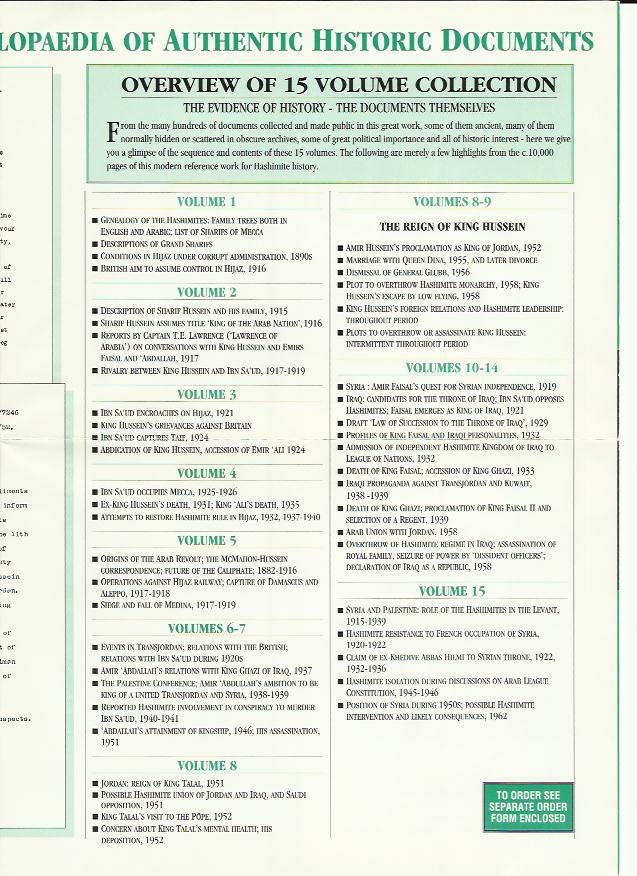 LOPAEDIA OF AUTHENTIC HISTORIC DOCUMENTS
OVERVIEW OF 15 VOLUME COLLECTION
THE EVIDENCE OF HISTORY - THE DOCUMENTS THEMSELVES
From the many hundreds of documents collected and made public in this great work, some of them ancient, many of them
normally hidden or scattered in obscure archives, some of great political importance and all of historic interest - here we give
you a glimpse of the sequence and contents of these 15 volumes. The following are merely a few highlights from the c.10,000
pages of this modern reference work for Hashimite history.
VOLUME 1
■ GENEALOGY OF THE HASHIMITES: FAMILY TREES BOTH IN
ENGLISH AND ARABIC; LIST OF SHARIFS OF MECCA
■ DESCRIPTIONS OF GRAND SHARIFS
■ CONDITIONS IN HIJAZ UNDER CORRUPT ADMINISTRATION, 1890S
■ BRITISH AIM TO ASSUME CONTROL IN HIJAZ, 1916
VOLUME 2
■ DESCRIPTION OF SHARIF HUSSEIN AND HIS FAMILY, 1915
■ SHARIF HUSSEIN ASSUMES TITLE 'KING OF THE ARAB NATION', 1916
■ REPORTS BY CAPTAIN T.E. LAWRENCE ('LAWRENCE OF
ARABIA') ON CONVERSATIONS WITH KING HUSSEIN AND EMIRS
FAISAL AND 'ABDALLAH, 1917
■ RIVALRY BETWEEN KING HUSSEIN AND IBN SA'UD, 1917-1919
VOLUME 3
■ IBN SA'UD ENCROACHES ON HIJAZ, 1921
■ KING HUSSEIN'S GRIEVANCES AGAINST BRITAIN
■ IBN SA'UD CAPTURES TAIF, 1924
■ ABDICATION OF KING HUSSEIN, ACCESSION OF EMIR 'ALI 1924
VOLUME 4
■ IBN SA'UD OCCUPIES MECCA, 1925-1926
■ EX-KING HUSSEIN'S DEATH, 1931; KING 'ALI'S DEATH, 1935
■ ATTEMPTS TO RESTORE HASHIMITE RULE IN HIJAZ, 1932, 1937-1940
VOLUME 5
■ ORIGINS OF THE ARAB REVOLT; THE MCMAHON-HUSSEIN
CORRESPONDENCE; FUTURE OF THE CALIPHATE; 1882-1916
■ OPERATIONS AGAINST HIJAZ RAILWAY; CAPTURE OF DAMASCUS AND
ALEPPO, 1917-1918
■ SIEGE AND FALL OF MEDINA, 1917-1919
VOLUMES 6-7
■ EVENTS IN TRANSJORDAN; RELATIONS WITH THE BRITISH;
RELATIONS WITH IBN SA'UD DURING 1920S
■ AMIR 'ABDALLAH'S RELATIONS WITH KING GHAZI OF IRAQ, 1937
■ THE PALESTINE CONFERENCE; AMIR 'ABDULLAH'S AMBITION TO BE
KING OF A UNITED TRANSJORDAN AND SYRIA, 1938-1939
■ REPORTED HASHIMITE INVOLVEMENT IN CONSPIRACY TO MURDER
IBN SA'UD, 1940-1941
■ 'ABDALLAH'S ATTAINMENT OF KINGSHIP, 1946; HIS ASSASSINATION,
1951
VOLUME 8
■ JORDAN: REIGN OF KING TALAL, 1951
■ POSSIBLE HASHIMITE UNION OF JORDAN AND IRAQ, AND SAUDI
OPPOSITION, 1951
■ KING TALAL'S VISIT TO THE POPE, 1952
■ CONCERN ABOUT KING TALAL'S MENTAL HEALTH; HIS
DEPOSITION, 1952
VOLUMES 8-9
THE REIGN OF KING HUSSEIN
■ AMIR HUSSEIN'S PROCLAMATION AS KING OF JORDAN, 1952
■ MARRIAGE WITH QUEEN DINA, 1955, AND LATER DIVORCE
■ DISMISSAL OF GENERAL GLUBB, 1956
■ PLOT TO OVERTHROW HASHIMITE MONARCHY, 1958; KING
HUSSEIN'S ESCAPE BY LOW FLYING, 1958
■ KING HUSSEIN'S FOREIGN RELATIONS AND HASHIMITE LEADERSHIP:
THROUGHOUT PERIOD
■ PLOTS TO OVERTHROW OR ASSASSINATE KING HUSSEIN:
INTERMITTENT THROUGHOUT PERIOD
VOLUMES 10-14
■ SYRIA : AMIR FAISAL'S QUEST FOR SYRIAN INDEPENDENCE, 1919
■ IRAQ: CANDIDATES FOR THE THRONE OF IRAQ; IBN SA'UD OPPOSES
HASHIMITES; FAISAL EMERGES AS KING OF IRAQ, 1921
■ DRAFT 'LAW OF SUCCESSION TO THE THRONE OF IRAQ', 1929
■ PROFILES OF KING FAISAL AND IRAQI PERSONALITIES, 1932
■ ADMISSION OF INDEPENDENT HASHIMITE KINGDOM OF IRAQ TO
LEAGUE OF NATIONS, 1932
■ DEATH OF KING FAISAL; ACCESSION OF KING GHAZI, 1933
■ IRAQI PROPAGANDA AGAINST TRANSJORDAN AND KUWAIT,
1938 -1939
■ DEATH OF KING GHAZI; PROCLAMATION OF KING FAISAL II AND
SELECTION OF A REGENT, 1939
■ ARAB UNION WITH JORDAN, 1958
■ OVERTHROW OF HASHIMITE REGIME IN IRAQ; ASSASSINATION OF
ROYAL FAMILY, SEIZURE OF POWER BY 'DISSIDENT OFFICERS';
DECLARATION OF IRAQ AS A REPUBLIC, 1958
VOLUME 15
■ SYRIA AND PALESTINE: ROLE OF THE HASHIMITES IN THE LEVANT,
1915-1939
■ HASHIMITE RESISTANCE TO FRENCH OCCUPATION OF SYRIA,
1920-1922
■ CLAIM OF EX-KHEDIVE ABBAS HILMI TO SYRIAN THRONE, 1922,
1932-1936
■ HASHIMITE ISOLATION DURING DISCUSSIONS ON ARAB LEAGUE
CONSTITUTION, 1945-1946
■ POSITION OF SYRIA DURING 1950S; POSSIBLE HASHIMITE
INTERVENTION AND LIKELY CONSEQUENCES, 1962
TO ORDER SEE
SEPARATE ORDER
FORM ENCLOSED